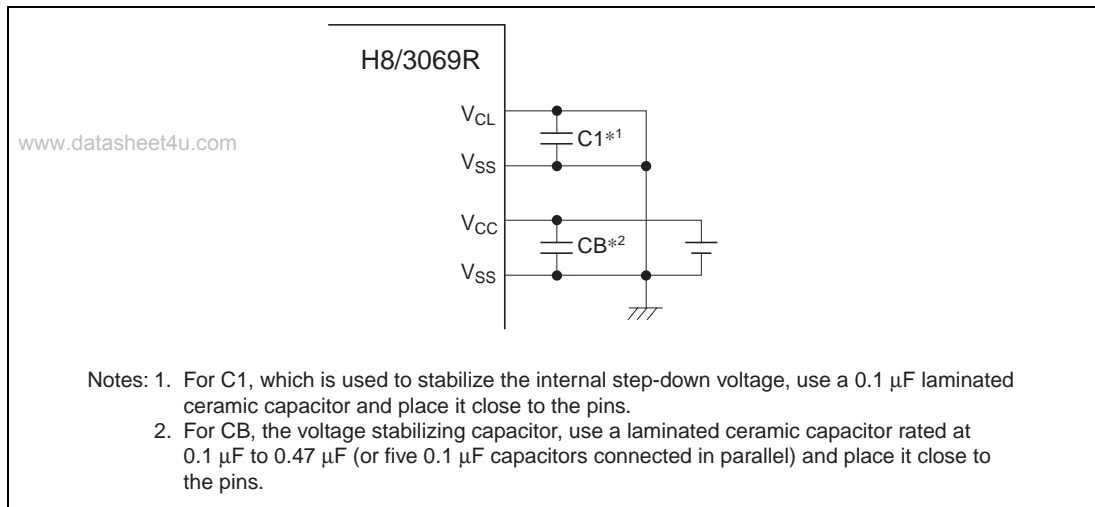 H8/3069R
VCL
www.datasheet4u.com
C1*1
VSS
VCC
CB*2
VSS
Notes: 1. For C1, which is used to stabilize the internal step-down voltage, use a 0.1 μF laminated
ceramic capacitor and place it close to the pins.
2. For CB, the voltage stabilizing capacitor, use a laminated ceramic capacitor rated at
0.1 μF to 0.47 μF (or five 0.1 μF capacitors connected in parallel) and place it close to
the pins.